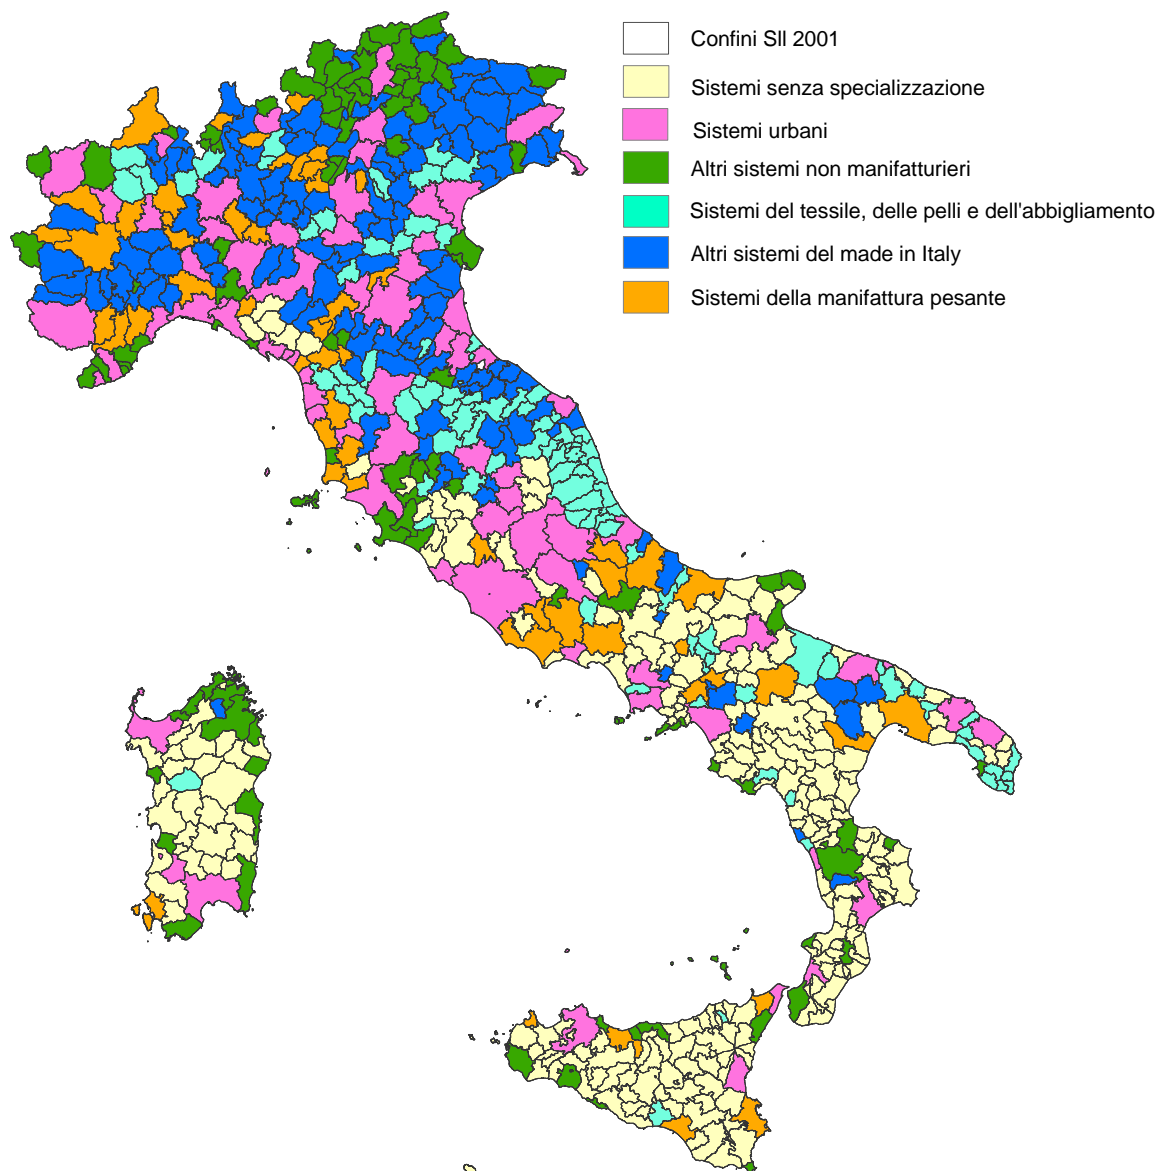 Confini Sll 2001
Sistemi senza specializzazione
Sistemi urbani
Altri sistemi non manifatturieri
Sistemi del tessile, delle pelli e dell'abbigliamento
Altri sistemi del made in Italy
Sistemi della manifattura pesante